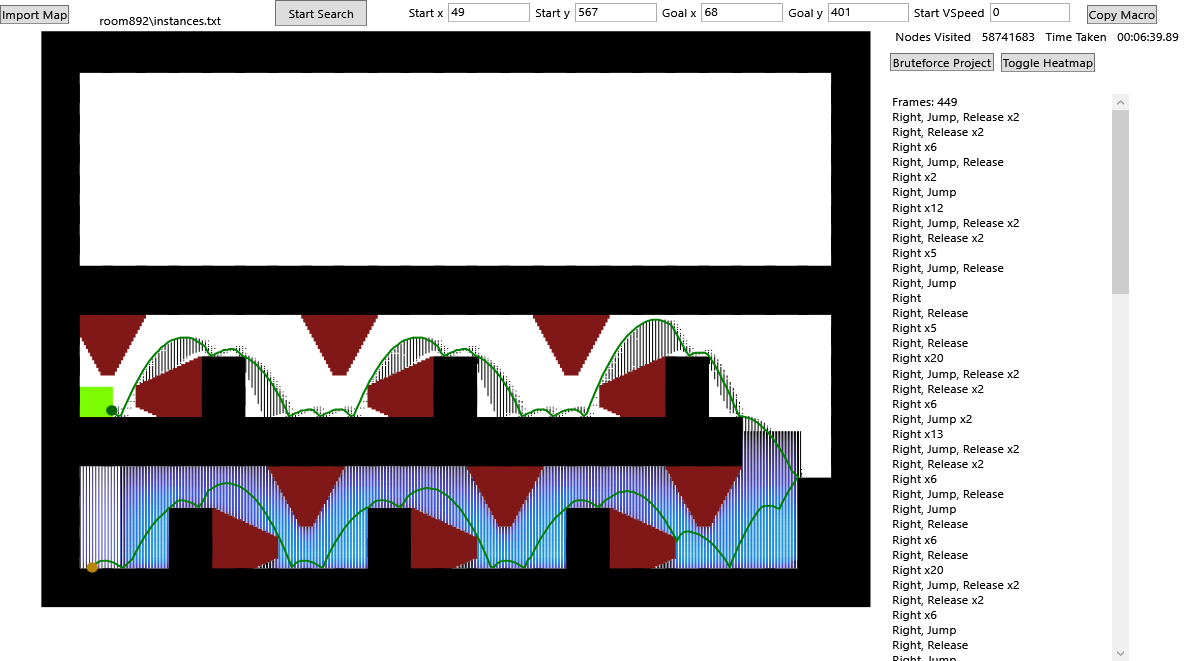 Import Map room892\instances.txt Start Search Start x 49 Start y 567 Goal x 68 Goal y 401 Start VSpeed 0 Copy Macro
Nodes Visited 58741683 Time Taken 00:06:39.89
Bruteforce Project Toggle Heatmap
Frames: 449
Right, Jump, Release x2
Right, Release x2
Right x6
Right, Jump, Release
Right x2
Right, Jump
Right x12
Right, Jump, Release x2
Right, Release x2
Right x5
Right, Jump, Release
Right, Jump
Right
Right, Release
Right x5
Right, Release
Right x20
Right, Jump, Release x2
Right, Release x2
Right x6
Right, Jump x2
Right x13
Right, Jump, Release x2
Right, Release x2
Right x6
Right, Jump, Release
Right, Jump
Right, Release
Right x6
Right, Release
Right x20
Right, Jump, Release x2
Right, Release x2
Right x6
Right, Jump
Right, Release
Right, Jump